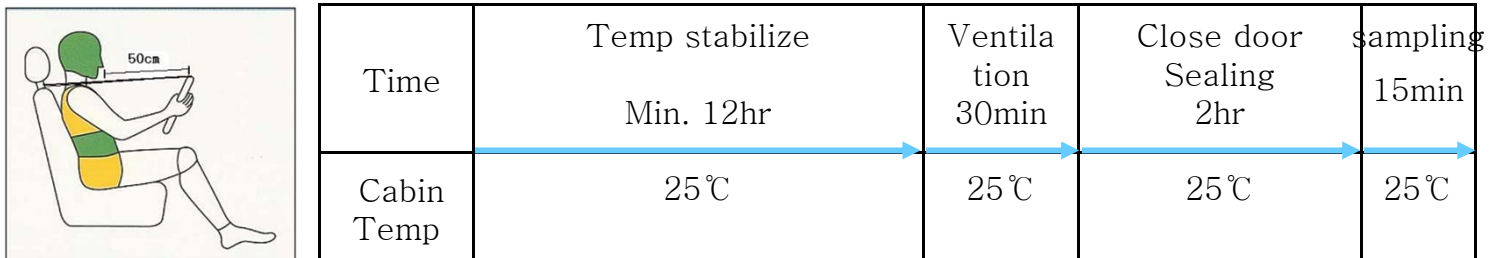 50cm
Time
Temp stabilize
Min. 12hr
Ventila
tion
30min
Close door
Sealing
2hr
sampling
15min
Cabin
Temp
25℃
25℃
25℃
25℃